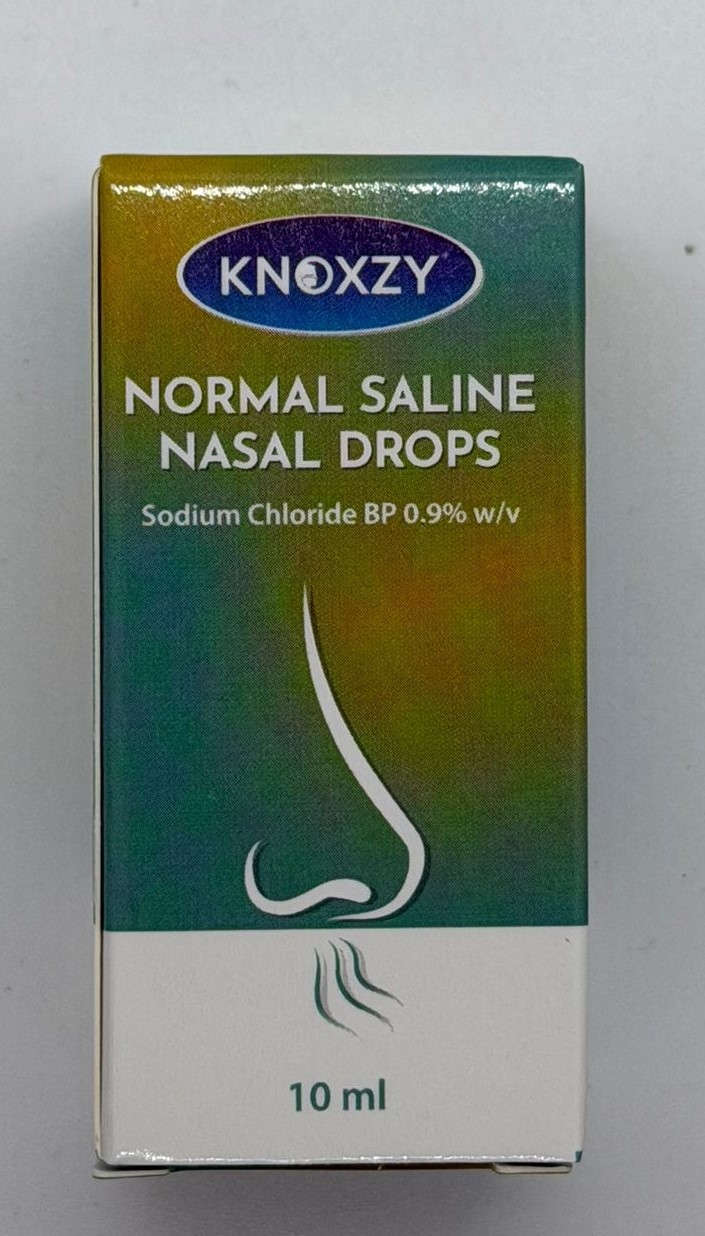 KNOXZY
NORMAL SALINE
NASAL DROPS
Sodium Chloride BP 0.9% w/v
10 ml